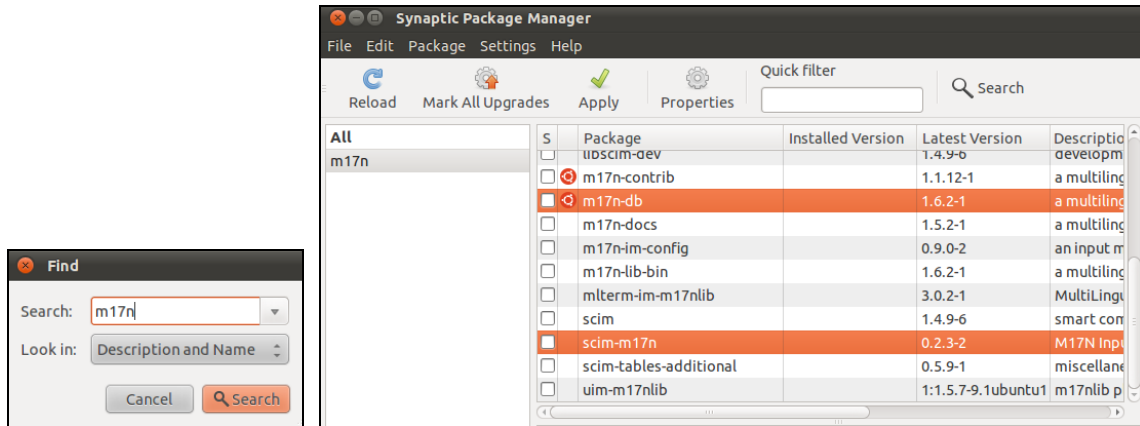 Find
Search: m17n
Look in: Description and Name
Cancel Search
Synaptic Package Manager
File Edit Package Settings Help
Reload Mark All Upgrades Apply Properties Quick filter Search
All
m17n
S Package Installed Version Latest Version Descriptio
libscim-dev 1.4.9-6 developm
m17n-contrib 1.1.12-1 a multiling
m17n-db 1.6.2-1 a multiling
m17n-docs 1.5.2-1 a multiling
m17n-im-config 0.9.0-2 an input m
m17n-lib-bin 1.6.2-1 a multiling
mlterm-im-m17nlib 3.0.2-1 MultiLingu
scim 1.4.9-6 smart com
scim-m17n 0.2.3-2 M17N Inpu
scim-tables-additional 0.5.9-1 miscellane
uim-m17nlib 1:1.5.7-9.1ubuntu1 m17nlib p